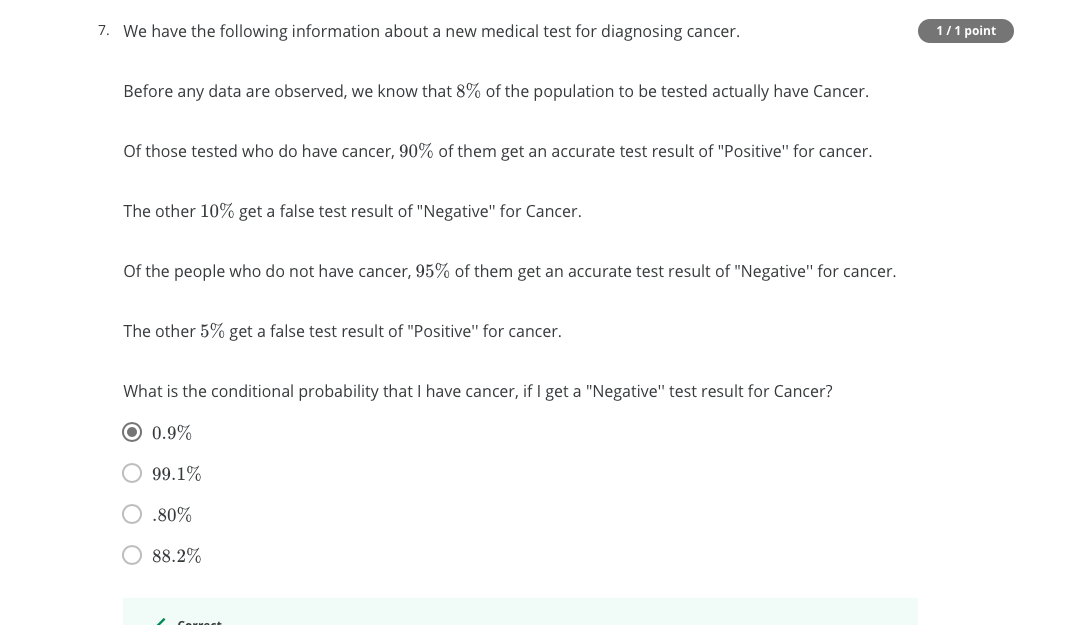 7. We have the following information about a new medical test for diagnosing cancer.
1 / 1 point
Before any data are observed, we know that 8% of the population to be tested actually have Cancer.
Of those tested who do have cancer, 90% of them get an accurate test result of "Positive'' for cancer.
The other 10% get a false test result of "Negative'' for Cancer.
Of the people who do not have cancer, 95% of them get an accurate test result of "Negative'' for cancer.
The other 5% get a false test result of "Positive'' for cancer.
What is the conditional probability that I have cancer, if I get a "Negative'' test result for Cancer?
0.9%
99.1%
.80%
88.2%
Correct